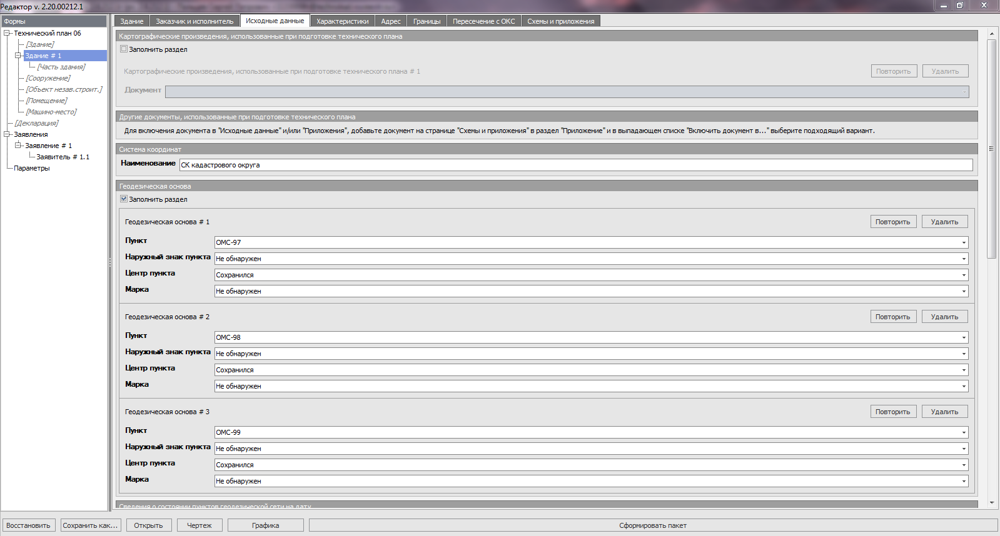 Редактор v. 2.20.00212.1
Формы
Технический план 06
[Здание]
Здание # 1
[Часть здания]
[Сооружение]
[Объект незав.строит.]
[Помещение]
[Машино-место]
[Декларация]
Заявления
Заявление # 1
Заявитель # 1.1
Параметры
Здание Заказчик и исполнитель Исходные данные Характеристики Адрес Границы Пересечение с ОКС Схемы и приложения
Картографические произведения, использованные при подготовке технического плана
Заполнить раздел
Картографические произведения, использованные при подготовке технического плана # 1 Повторить Удалить
Документ
Другие документы, использованные при подготовке технического плана
Для включения документа в "Исходные данные" и/или "Приложения", добавьте документ на странице "Схемы и приложения" в раздел "Приложение" и в выпадающем списке "Включить документ в..." выберите подходящий вариант.
Система координат
Наименование СК кадастрового округа
Геодезическая основа
Заполнить раздел
Геодезическая основа # 1 Повторить Удалить
Пункт ОМС-97
Наружный знак пункта Не обнаружен
Центр пункта Сохранился
Марка Не обнаружен
Геодезическая основа # 2 Повторить Удалить
Пункт ОМС-98
Наружный знак пункта Не обнаружен
Центр пункта Сохранился
Марка Не обнаружен
Геодезическая основа # 3 Повторить Удалить
Пункт ОМС-99
Наружный знак пункта Не обнаружен
Центр пункта Сохранился
Марка Не обнаружен
Сведения о состоянии пунктов геодезической сети на дату
Восстановить Сохранить как... Открыть Чертеж Графика Сформировать пакет